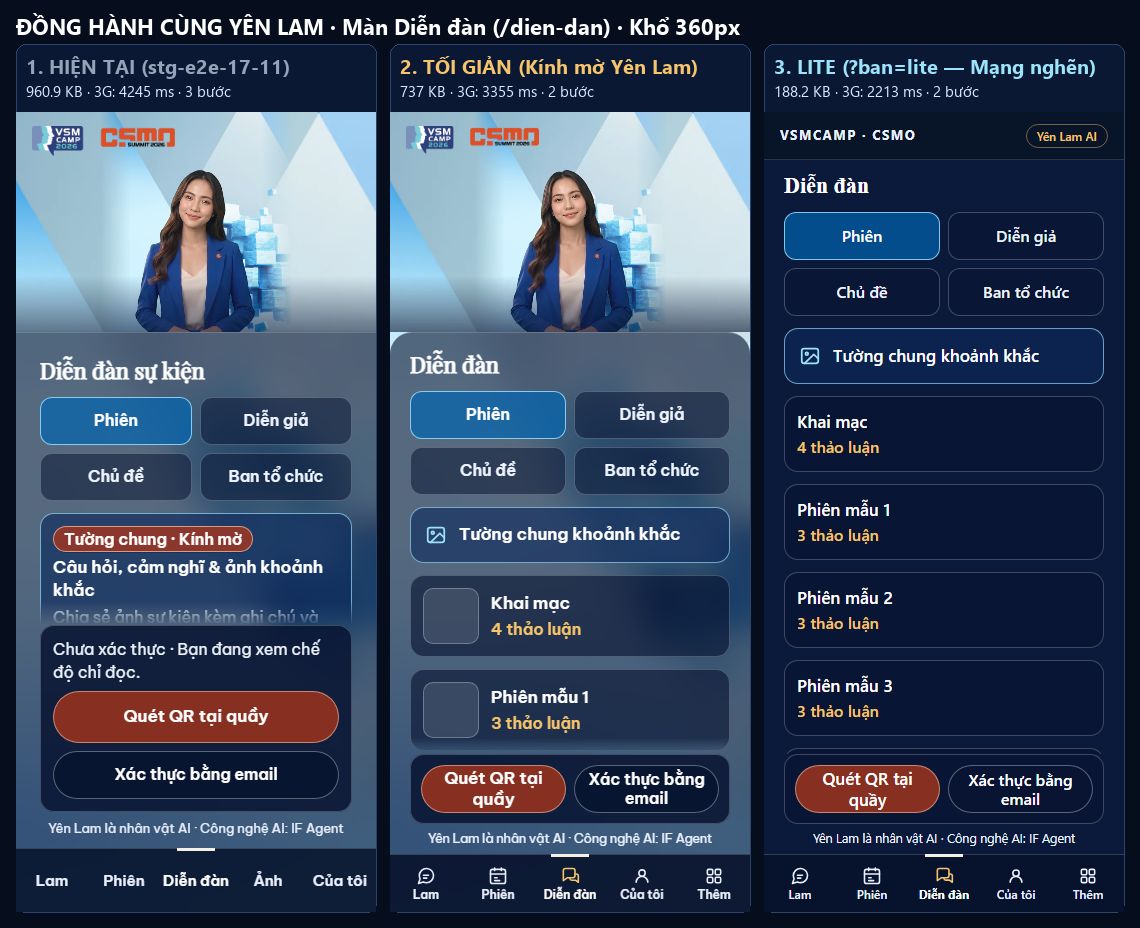 ĐỒNG HÀNH CÙNG YÊN LAM · Màn Diễn đàn (/dien-dan) · Khổ 360px
1. HIỆN TẠI (stg-e2e-17-11)
960.9 KB · 3G: 4245 ms · 3 bước
VSM
CAMP
2026
CSMO
SUMMIT 2026
Diễn đàn sự kiện
Phiên
Diễn giả
Chủ đề
Ban tổ chức
Tường chung · Kính mờ
Câu hỏi, cảm nghĩ & ảnh khoảnh
khắc
Chia sẻ ảnh sự kiện kèm ghi chú và
Chưa xác thực · Bạn đang xem chế
độ chỉ đọc.
Quét QR tại quầy
Xác thực bằng email
Yên Lam là nhân vật AI · Công nghệ AI: IF Agent
Lam
Phiên
Diễn đàn
Ảnh
Của tôi
2. TỐI GIẢN (Kính mờ Yên Lam)
737 KB · 3G: 3355 ms · 2 bước
VSM
CAMP
2026
CSMO
SUMMIT 2026
Diễn đàn
Phiên
Diễn giả
Chủ đề
Ban tổ chức
Tường chung khoảnh khắc
Khai mạc
4 thảo luận
Phiên mẫu 1
3 thảo luận
Quét QR tại
quầy
Xác thực bằng
email
Yên Lam là nhân vật AI · Công nghệ AI: IF Agent
Lam
Phiên
Diễn đàn
Của tôi
Thêm
3. LITE (?ban=lite — Mạng nghẽn)
188.2 KB · 3G: 2213 ms · 2 bước
VSMCAMP · CSMO
Yên Lam AI
Diễn đàn
Phiên
Diễn giả
Chủ đề
Ban tổ chức
Tường chung khoảnh khắc
Khai mạc
4 thảo luận
Phiên mẫu 1
3 thảo luận
Phiên mẫu 2
3 thảo luận
Phiên mẫu 3
3 thảo luận
Quét QR tại
quầy
Xác thực bằng
email
Yên Lam là nhân vật AI · Công nghệ AI: IF Agent
Lam
Phiên
Diễn đàn
Của tôi
Thêm